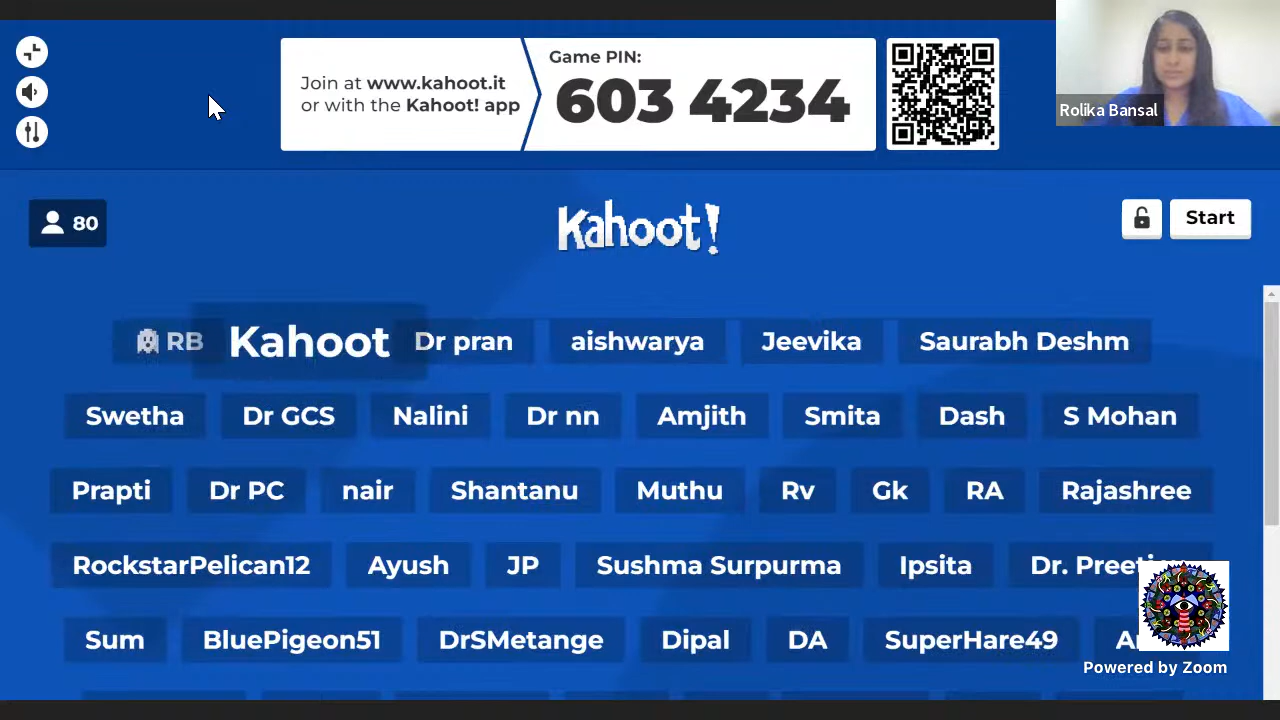 Join at www.kahoot.it
or with the Kahoot! app
Game PIN:
603 4234
Rolika Bansal
80
Kahoot!
Start
RB Kahoot Dr pran aishwarya Jeevika Saurabh Deshm
Swetha Dr GCS Nalini Dr nn Amjith Smita Dash S Mohan
Prapti Dr PC nair Shantanu Muthu Rv Gk RA Rajashree
RockstarPelican12 Ayush JP Sushma Surpurma Ipsita Dr.
Sum BluePigeon51 DrSMetange Dipal DA SuperHare49
Powered by Zoom